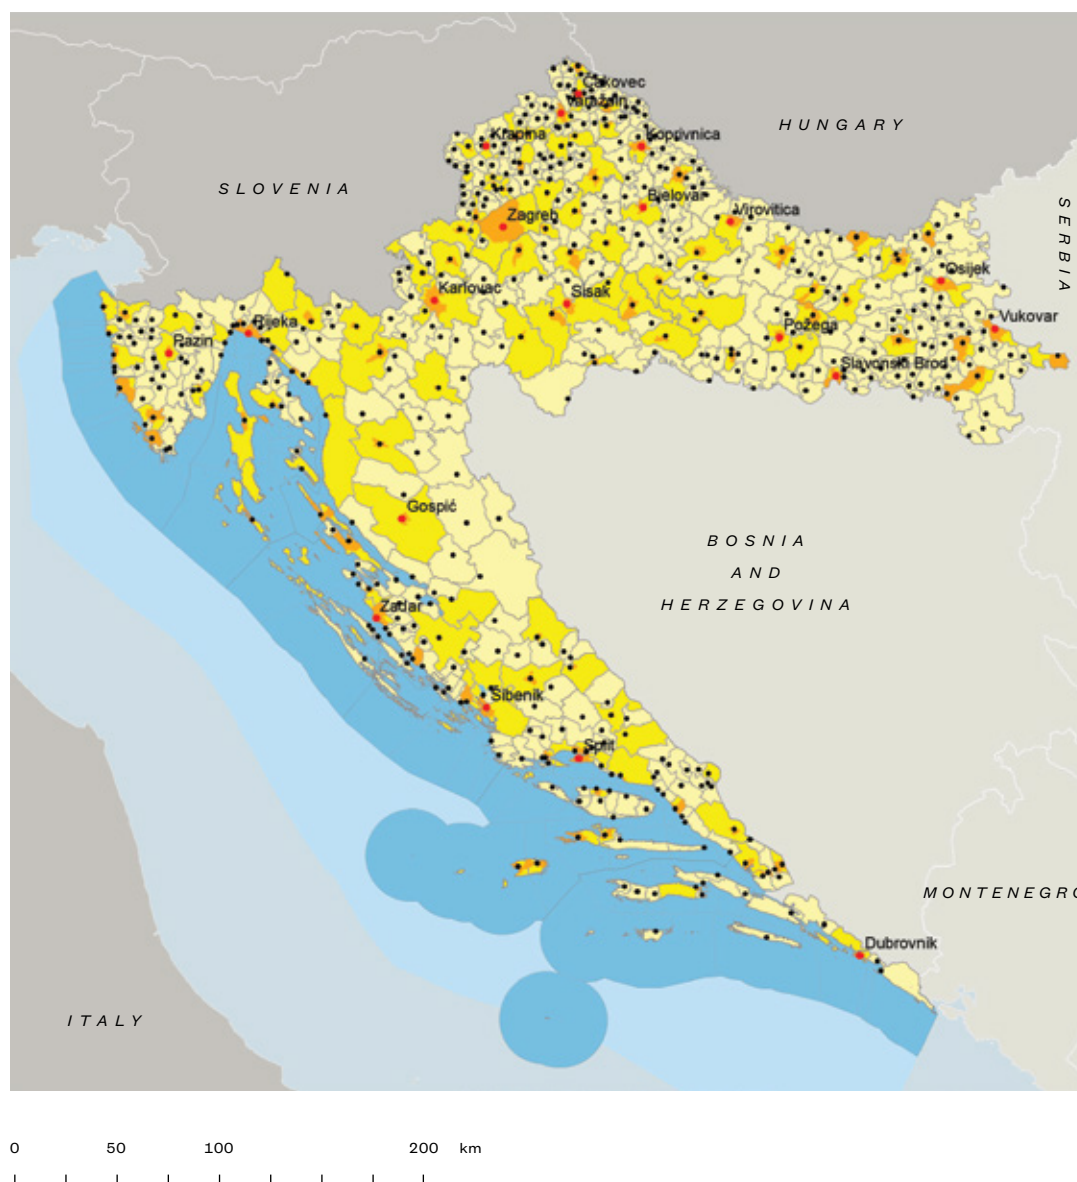 Čakovec
Varaždin
HUNGARY
Krapina
Koprivnica
SLOVENIA
Bjelovar
Virovitica
Zagreb
SERBIA
Osijek
Karlovac
Sisak
Rijeka
Vukovar
Pazin
Požega
Slavonski Brod
Gospić
BOSNIA
AND
HERZEGOVINA
Zadar
Šibenik
Split
MONTENEGRO
Dubrovnik
ITALY
0 50 100 200 km